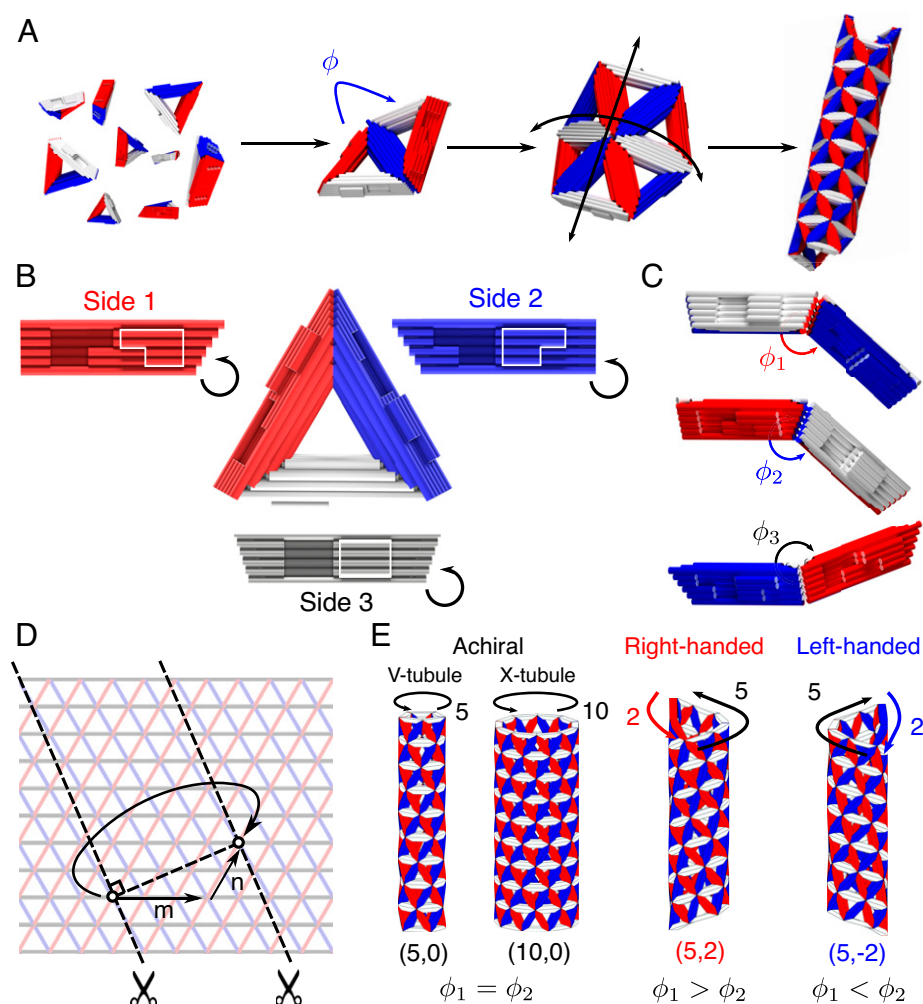 A
ϕ
B
Side 1
Side 2
Side 3
C
ϕ1
ϕ2
ϕ3
D
m
n
E
Achiral
Right-handed
Left-handed
V-tubule
X-tubule
5
10
2
5
5
2
(5,0)
(10,0)
(5,2)
(5,-2)
ϕ1 = ϕ2
ϕ1 > ϕ2
ϕ1 < ϕ2